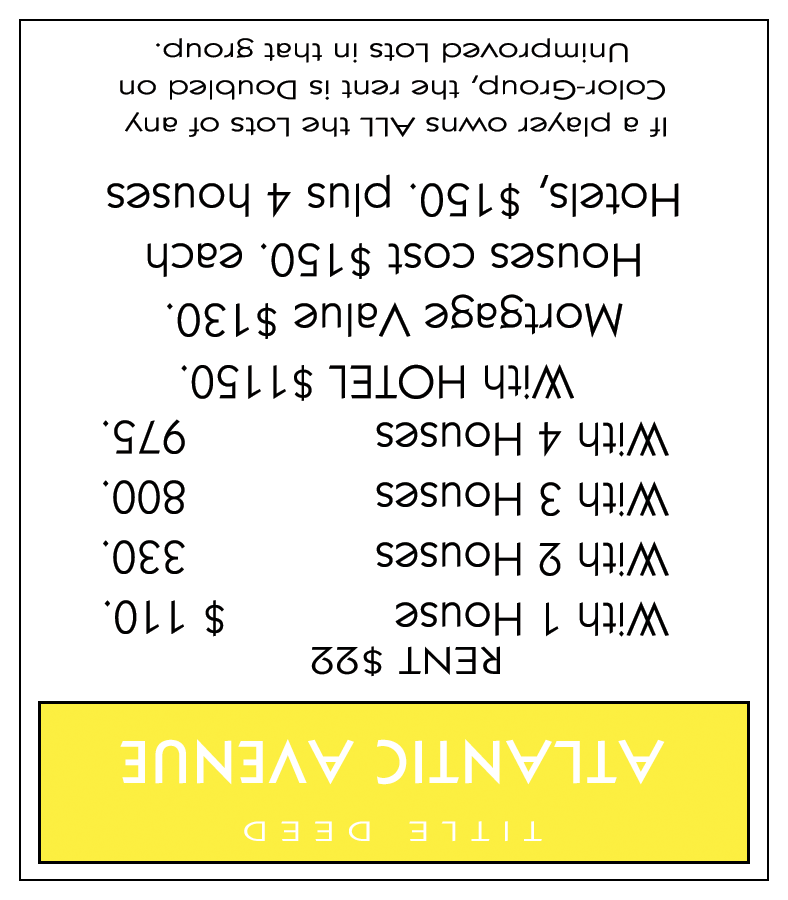 TITLE DEED
ATLANTIC AVENUE
RENT $22
With 1 House $ 110.
With 2 Houses 330.
With 3 Houses 800.
With 4 Houses 975.
With HOTEL $1150.
Mortgage Value $130.
Houses cost $150. each
Hotels, $150. plus 4 houses
If a player owns ALL the Lots of any
Color-Group, the rent is Doubled on
Unimproved Lots in that group.